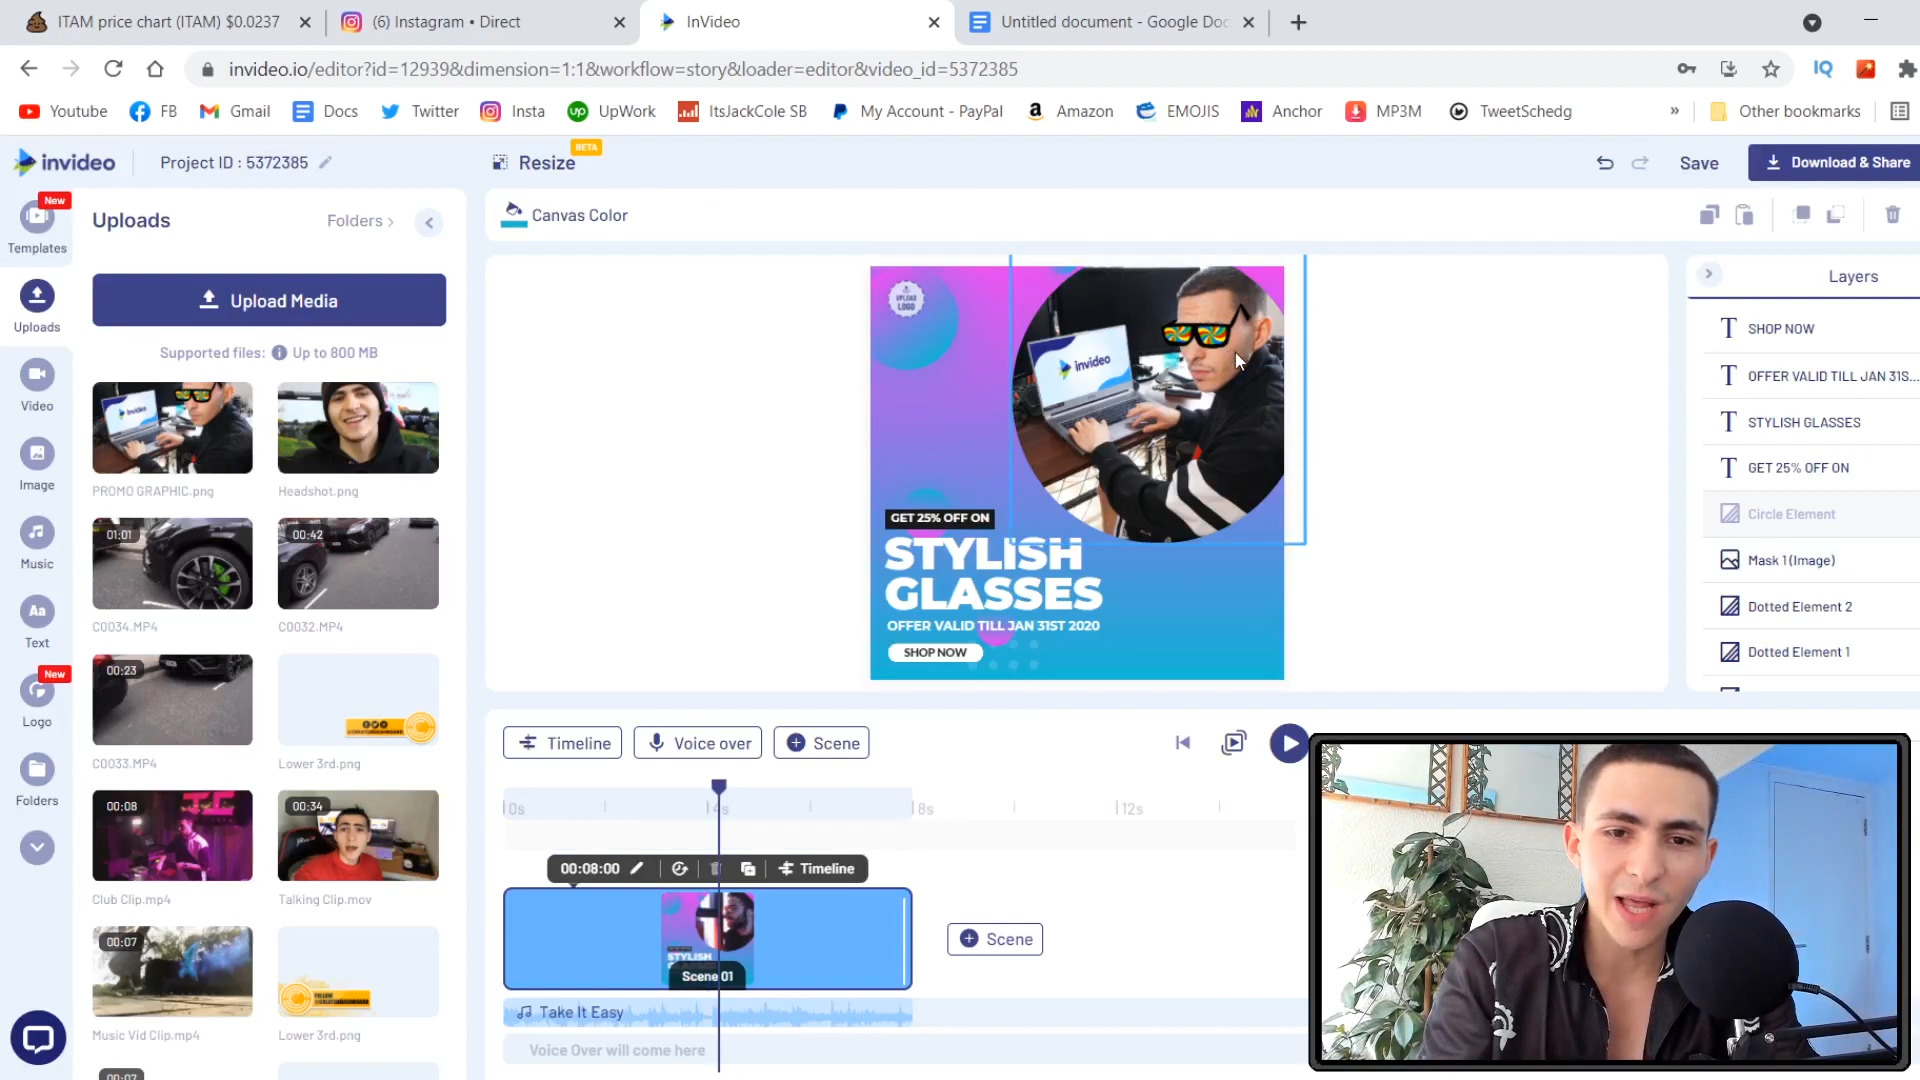 ITAM price chart (ITAM) $0.0237
(6) Instagram • Direct
InVideo
Untitled document - Google Doc
invideo.io/editor?id=12939&dimension=1:1&workflow=story&loader=editor&video_id=5372385
IQ
Youtube
FB
Gmail
Docs
Twitter
Insta
UpWork
ItsJackCole SB
My Account - PayPal
Amazon
EMOJIS
Anchor
MP3M
TweetSchedg
»
Other bookmarks
invideo
Project ID : 5372385
Resize
BETA
Save
Download & Share
New
Templates
Uploads
Video
Image
Music
Aa
Text
New
Logo
Folders
Uploads
Folders
Upload Media
Supported files: Up to 800 MB
PROMO GRAPHIC.png
Headshot.png
01:01
C0034.MP4
00:42
C0032.MP4
00:23
C0033.MP4
Lower 3rd.png
00:08
Club Clip.mp4
00:34
Talking Clip.mov
00:07
Music Vid Clip.mp4
Lower 3rd.png
00:07
Canvas Color
UPLOAD
LOGO
invideo
GET 25% OFF ON
STYLISH
GLASSES
OFFER VALID TILL JAN 31ST 2020
SHOP NOW
Layers
SHOP NOW
OFFER VALID TILL JAN 31S...
STYLISH GLASSES
GET 25% OFF ON
Circle Element
Mask 1 (Image)
Dotted Element 2
Dotted Element 1
Timeline
Voice over
Scene
0s
4s
8s
12s
00:08:00
Timeline
Scene 01
Scene
Take It Easy
Voice Over will come here